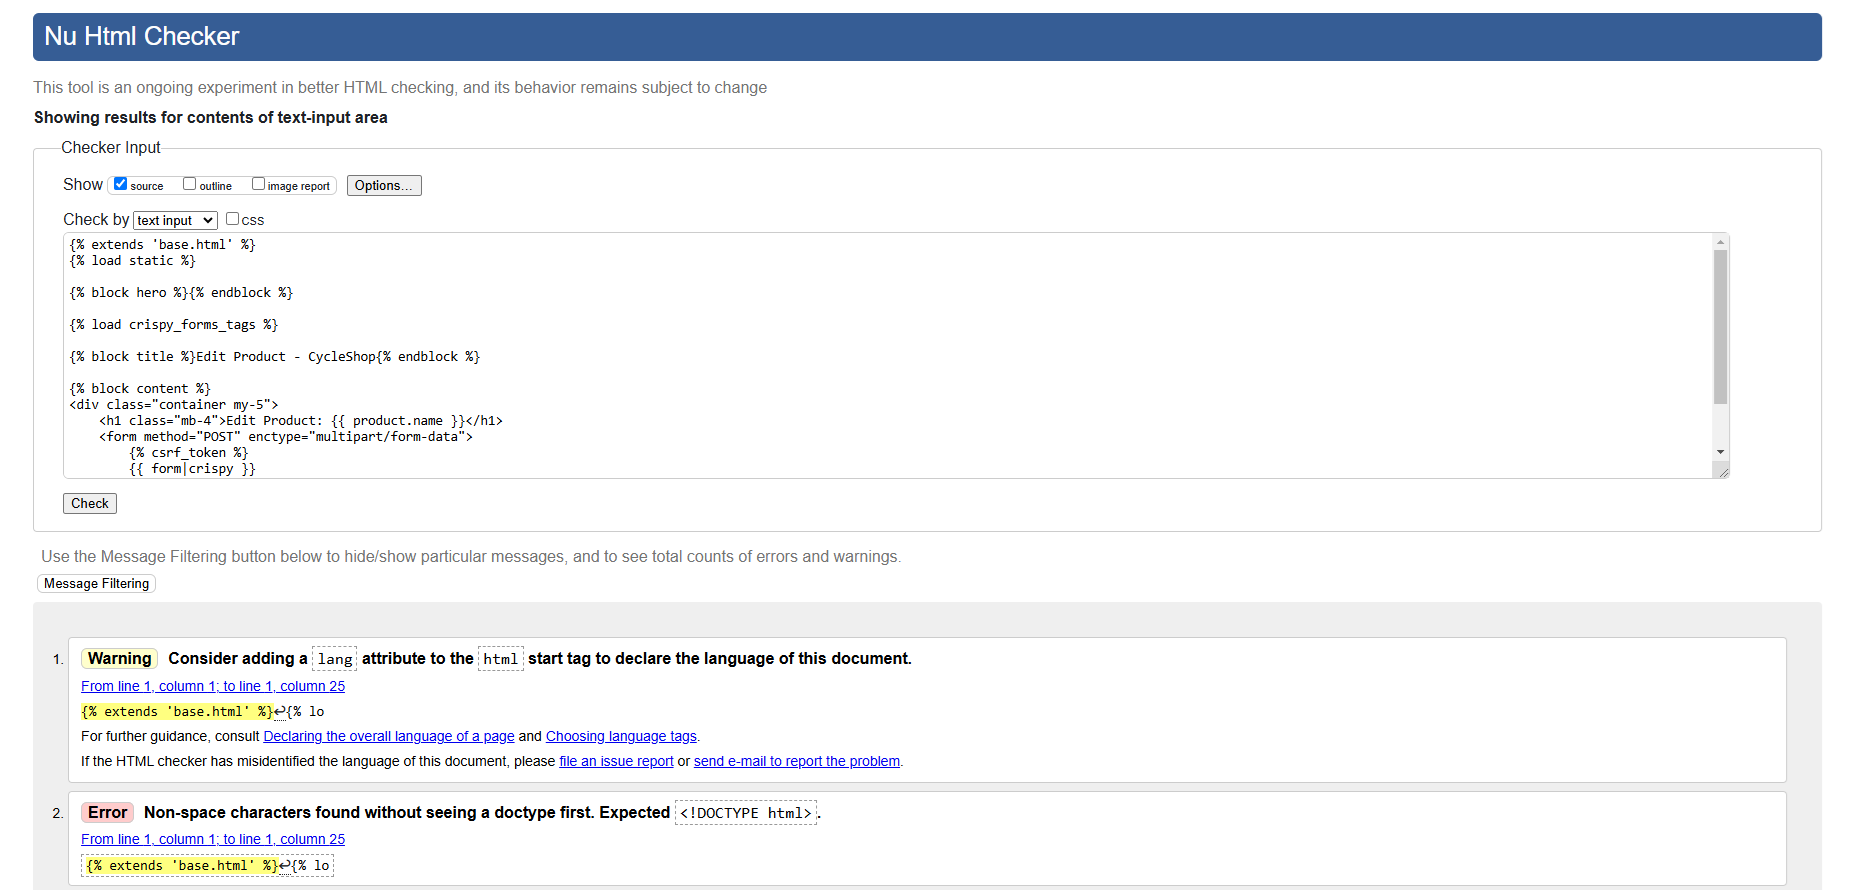 Nu Html Checker
This tool is an ongoing experiment in better HTML checking, and its behavior remains subject to change
Showing results for contents of text-input area
Checker Input
Show source outline image report Options...
Check by text input css
{% extends 'base.html' %}
{% load static %}
{% block hero %}{% endblock %}
{% load crispy_forms_tags %}
{% block title %}Edit Product - CycleShop{% endblock %}
{% block content %}
<div class="container my-5">
<h1 class="mb-4">Edit Product: {{ product.name }}</h1>
<form method="POST" enctype="multipart/form-data">
{% csrf_token %}
{{ form|crispy }}
Check
Use the Message Filtering button below to hide/show particular messages, and to see total counts of errors and warnings.
Message Filtering
1. Warning Consider adding a lang attribute to the html start tag to declare the language of this document.
From line 1, column 1; to line 1, column 25
{% extends 'base.html' %}↩{% lo
For further guidance, consult Declaring the overall language of a page and Choosing language tags.
If the HTML checker has misidentified the language of this document, please file an issue report or send e-mail to report the problem.
2. Error Non-space characters found without seeing a doctype first. Expected <!DOCTYPE html>.
From line 1, column 1; to line 1, column 25
{% extends 'base.html' %}↩{% lo